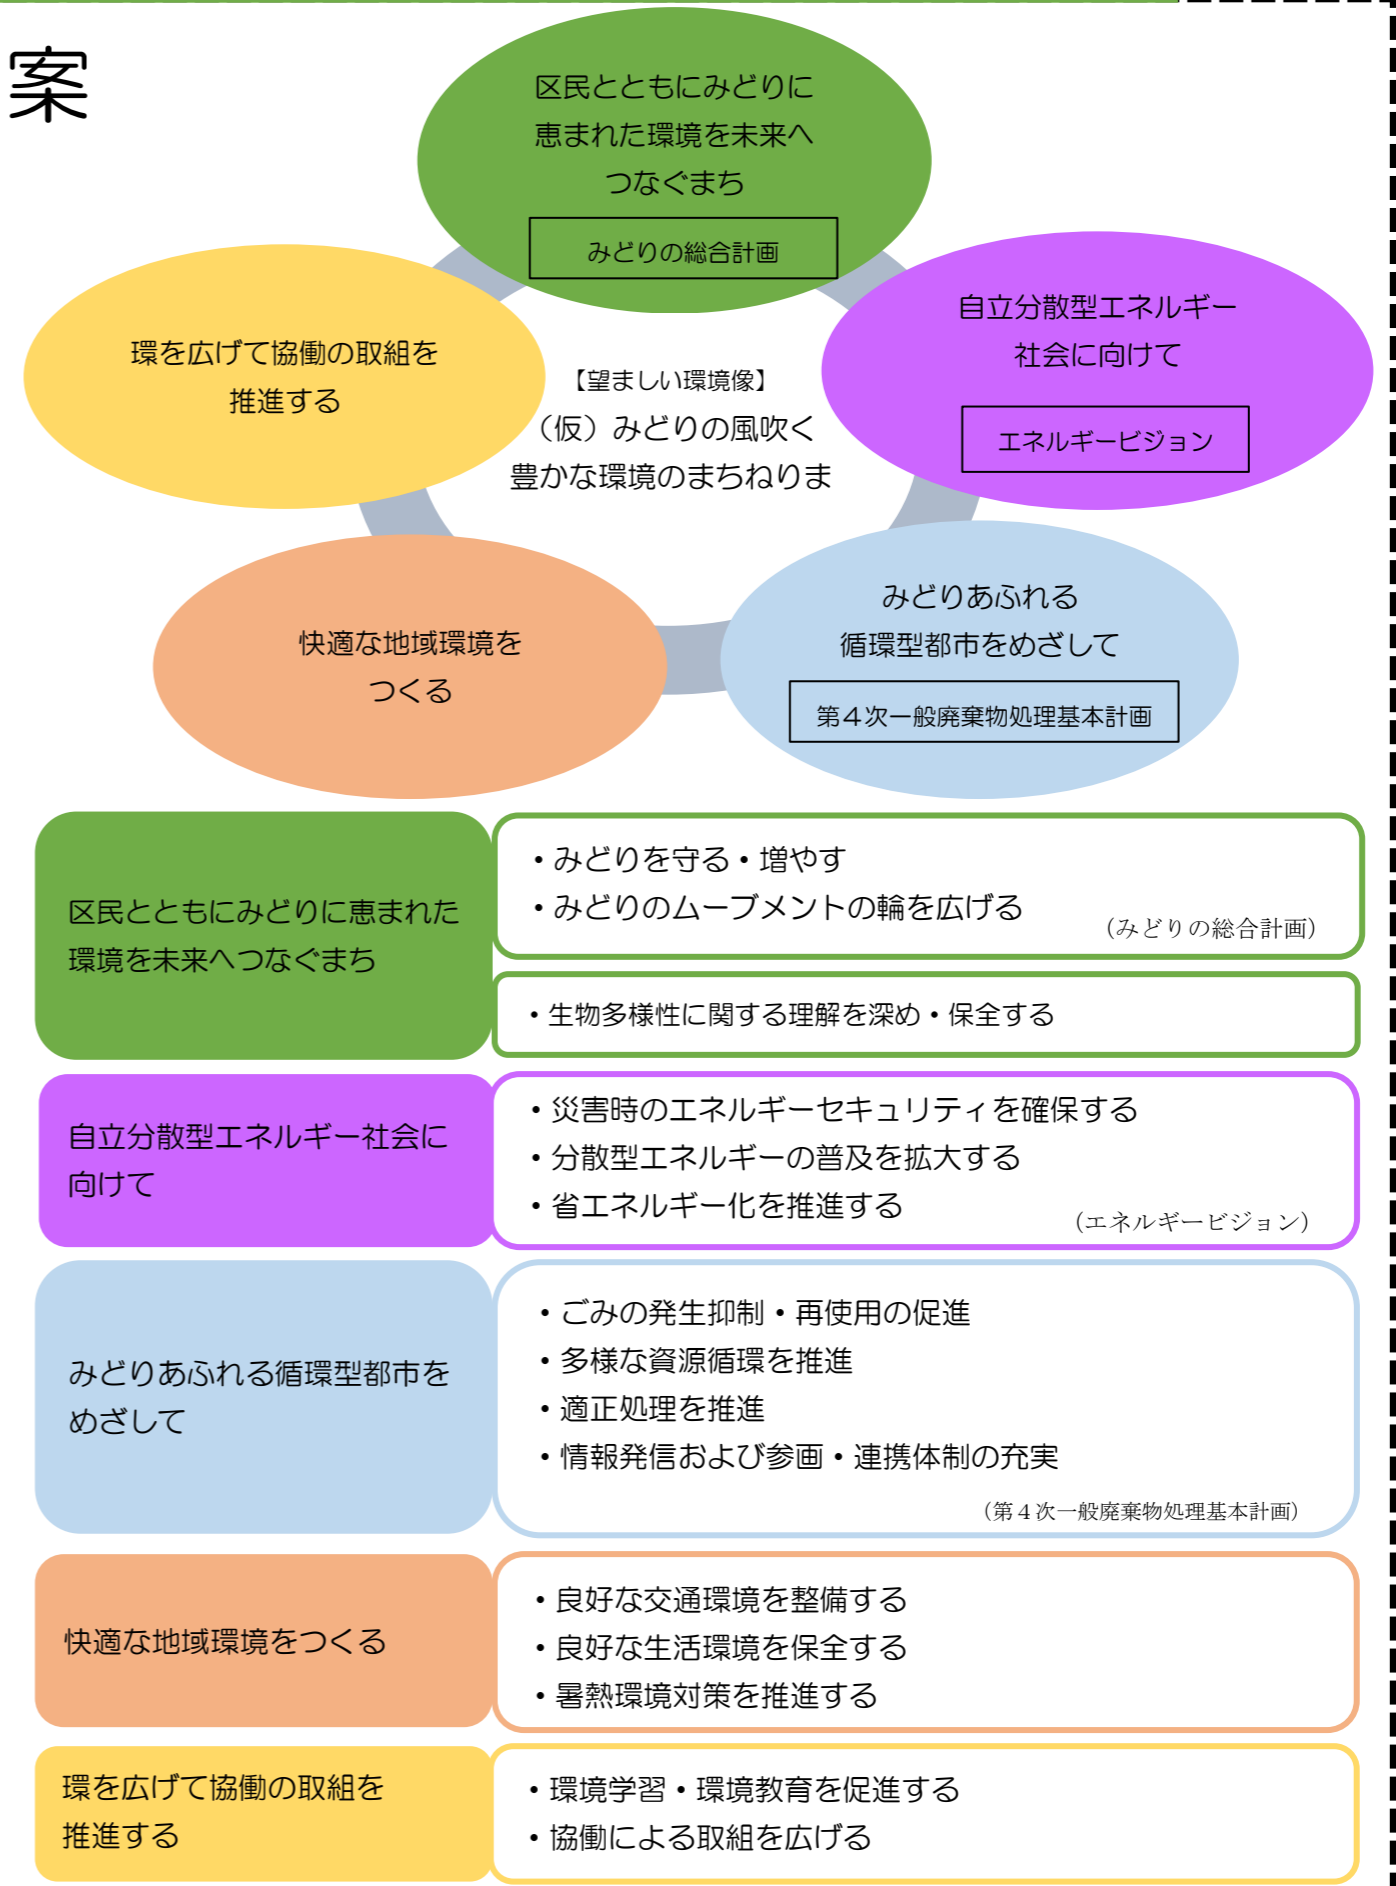 案
区民とともにみどりに
恵まれた環境を未来へ
つなぐまち
みどりの総合計画
自立分散型エネルギー
社会に向けて
エネルギービジョン
環を広げて協働の取組を
推進する
【望ましい環境像】
（仮）みどりの風吹く
豊かな環境のまちねりま
みどりあふれる
循環型都市をめざして
第４次一般廃棄物処理基本計画
快適な地域環境を
つくる
区民とともにみどりに恵まれた
環境を未来へつなぐまち
・みどりを守る・増やす
・みどりのムーブメントの輪を広げる
（みどりの総合計画）
・生物多様性に関する理解を深め・保全する
自立分散型エネルギー社会に
向けて
・災害時のエネルギーセキュリティを確保する
・分散型エネルギーの普及を拡大する
・省エネルギー化を推進する
（エネルギービジョン）
みどりあふれる循環型都市を
めざして
・ごみの発生抑制・再使用の促進
・多様な資源循環を推進
・適正処理を推進
・情報発信および参画・連携体制の充実
（第４次一般廃棄物処理基本計画）
快適な地域環境をつくる
・良好な交通環境を整備する
・良好な生活環境を保全する
・暑熱環境対策を推進する
環を広げて協働の取組を
推進する
・環境学習・環境教育を促進する
・協働による取組を広げる